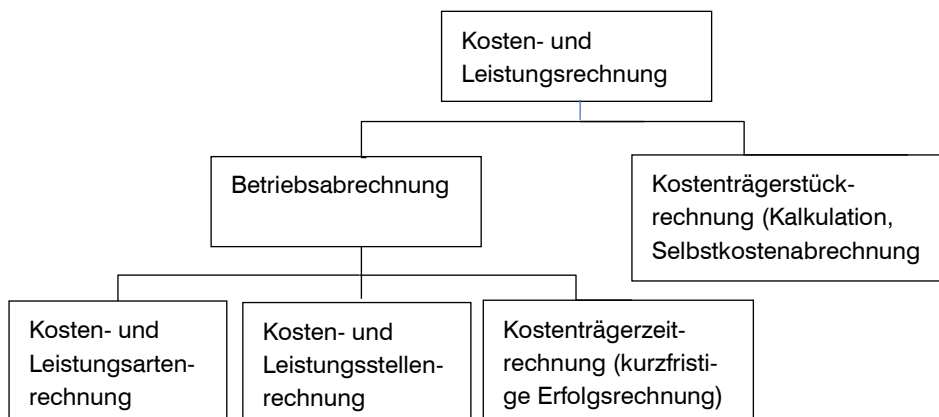 Kosten- und
Leistungsrechnung
Betriebsabrechnung
Kostenträgerstück-
rechnung (Kalkulation,
Selbstkostenabrechnung
Kosten- und
Leistungsarten-
rechnung
Kosten- und
Leistungsstellen-
rechnung
Kostenträgerzeit-
rechnung (kurzfristi-
ge Erfolgsrechnung)